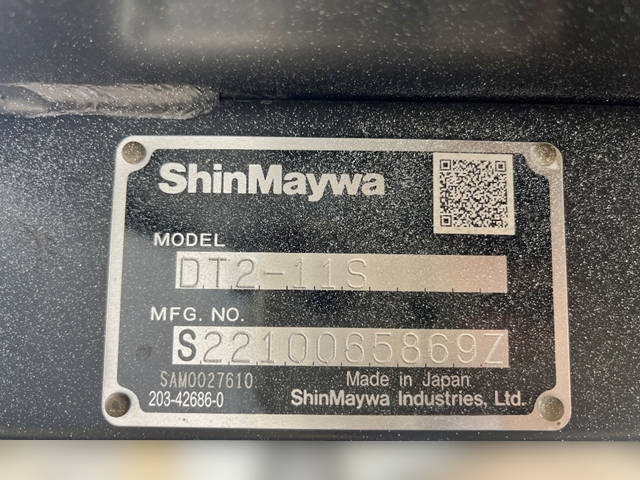 ShinMaywa
MODEL
DT2-11S
MFG. NO.
S2210065869Z
SAM0027610
Made in Japan
203-42686-0
ShinMaywa Industries, Ltd.